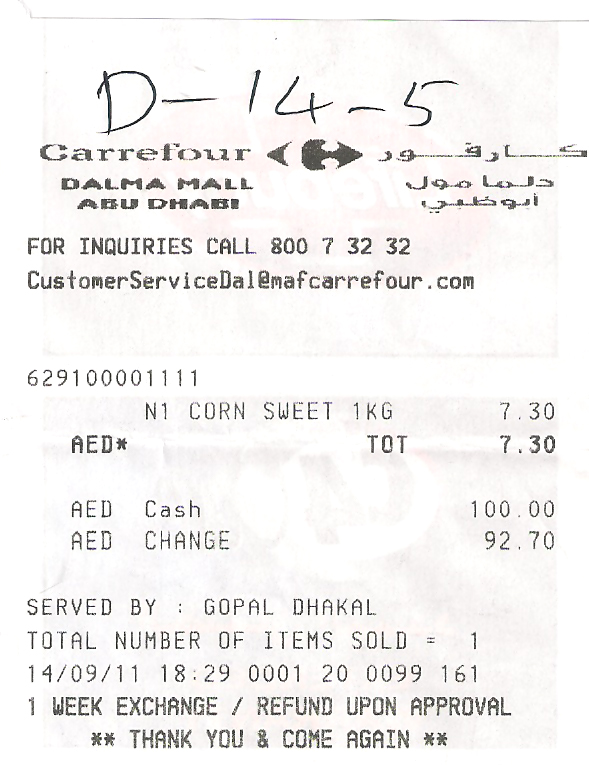 D-14-5
Carrefour كارفور
DALMA MALL دلما مول
ABU DHABI أبوظبي
FOR INQUIRIES CALL 800 7 32 32
CustomerServiceDal@mafcarrefour.com
629100001111
N1 CORN SWEET 1KG 7.30
AED* TOT 7.30
AED Cash 100.00
AED CHANGE 92.70
SERVED BY : GOPAL DHAKAL
TOTAL NUMBER OF ITEMS SOLD = 1
14/09/11 18:29 0001 20 0099 161
1 WEEK EXCHANGE / REFUND UPON APPROVAL
** THANK YOU & COME AGAIN **